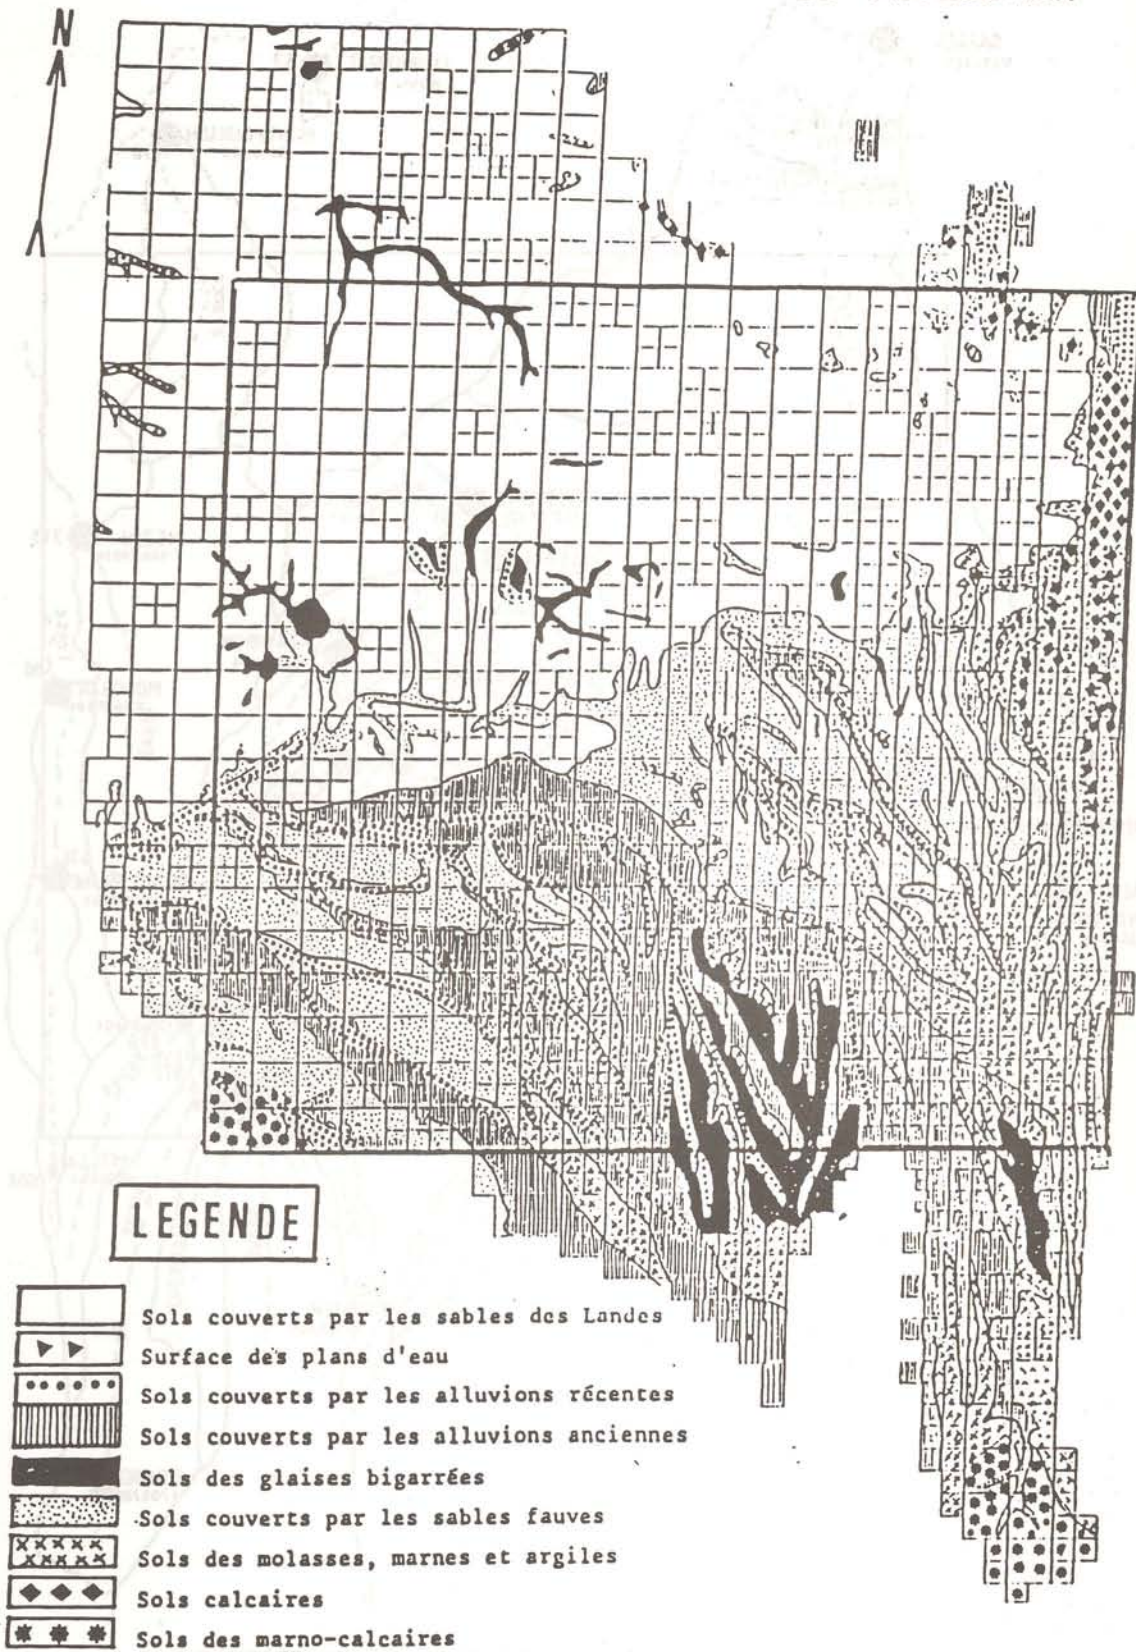 N
LEGENDE
Sols couverts par les sables des Landes
Surface des plans d'eau
Sols couverts par les alluvions récentes
Sols couverts par les alluvions anciennes
Sols des glaises bigarrées
Sols couverts par les sables fauves
Sols des molasses, marnes et argiles
Sols calcaires
Sols des marno-calcaires